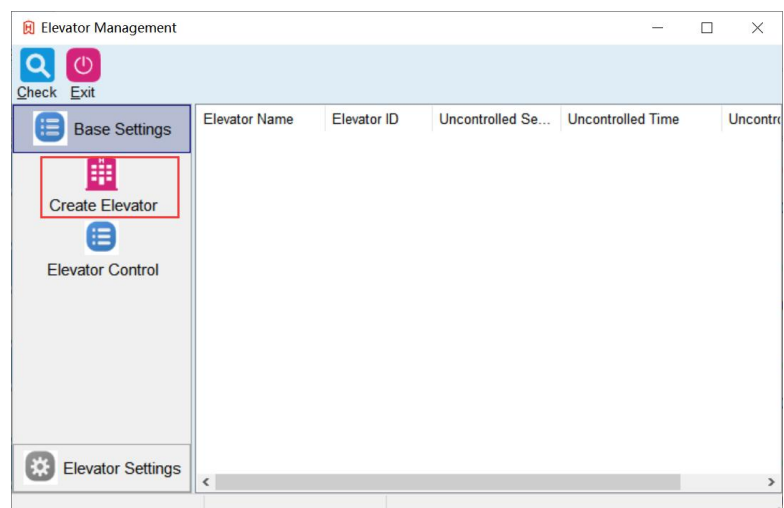 Elevator Management
Check Exit
Base Settings
Elevator Name Elevator ID Uncontrolled Se... Uncontrolled Time Uncontro
Create Elevator
Elevator Control
Elevator Settings